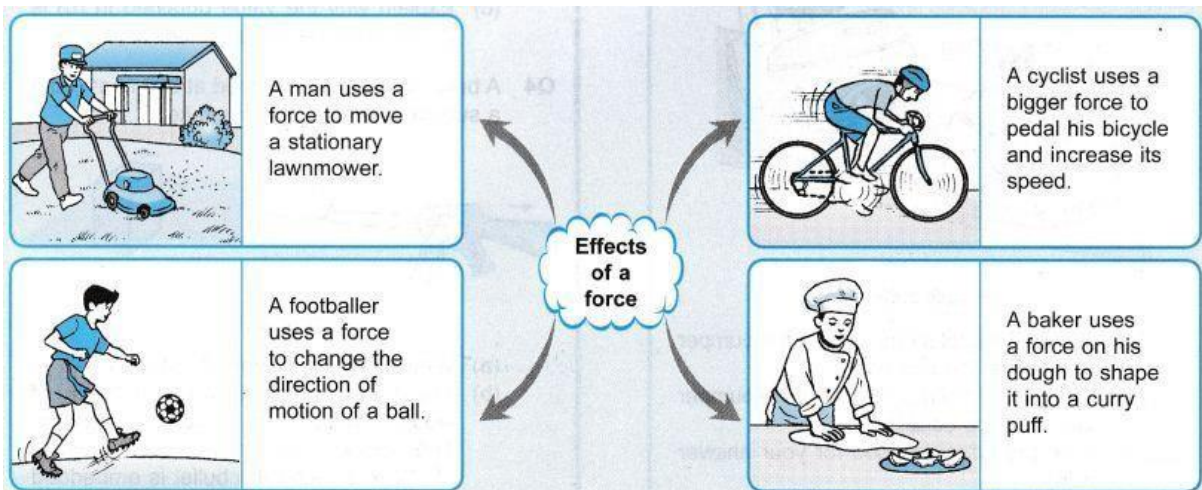 A man uses a
force to move
a stationary
lawnmower.
A cyclist uses a
bigger force to
pedal his bicycle
and increase its
speed.
Effects
of a
force
A footballer
uses a force
to change the
direction of
motion of a ball.
A baker uses
a force on his
dough to shape
it into a curry
puff.
Q4